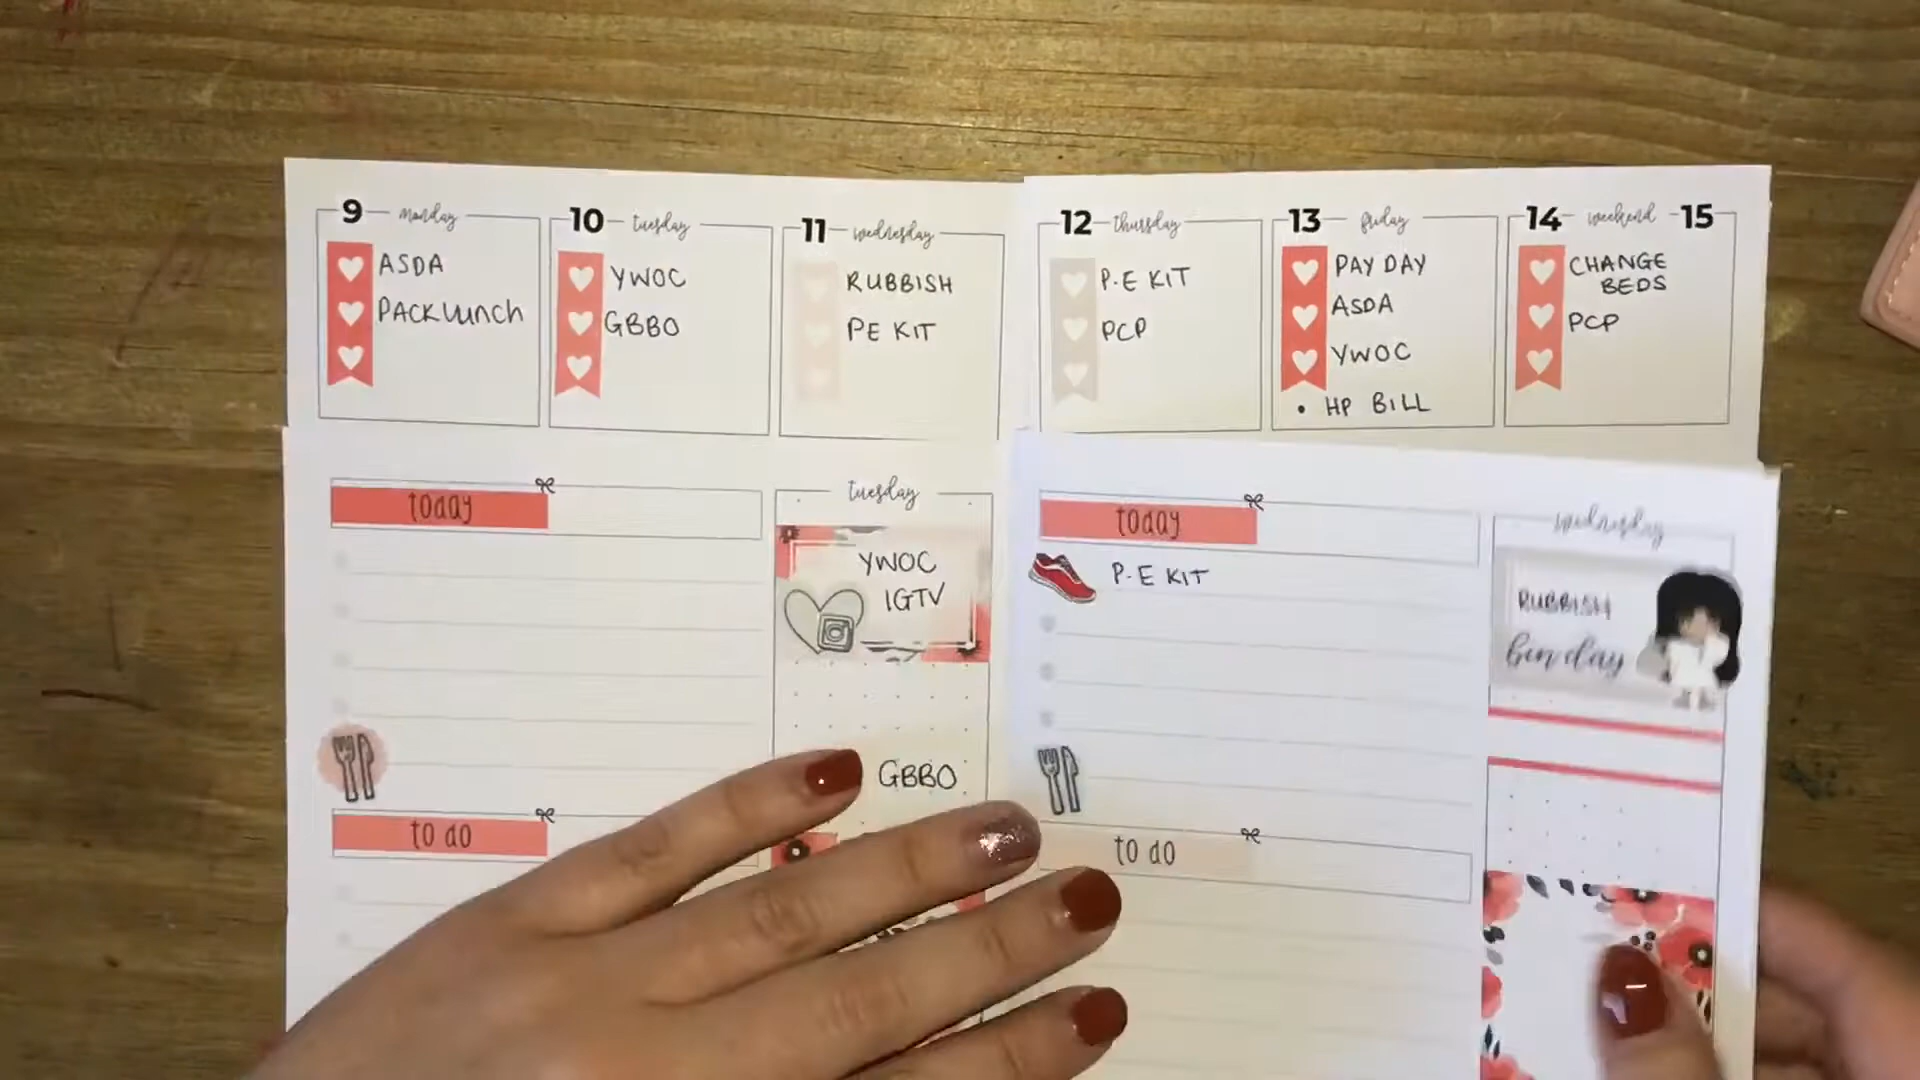 9 monday
ASDA
PACK LUNCH
10 tuesday
YWOC
GBBO
11 wednesday
RUBBISH
PE KIT
12 thursday
P.E KIT
PCP
13 friday
PAY DAY
ASDA
YWOC
• HP BILL
14 weekend 15
CHANGE
BEDS
PCP
today
to do
tuesday
YWOC
IGTV
GBBO
today
P.E KIT
to do
wednesday
RUBBISH
bin day